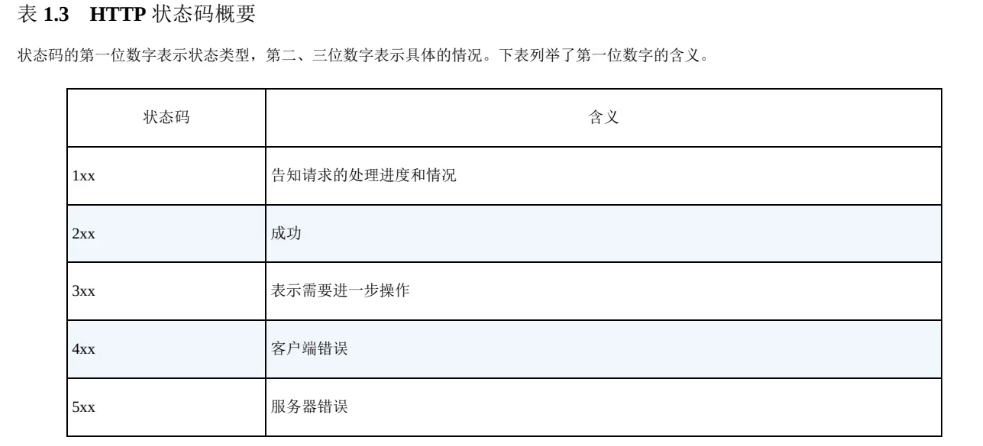 表 1.3 HTTP 状态码概要
状态码的第一位数字表示状态类型，第二、三位数字表示具体的情况。下表列举了第一位数字的含义。
状态码 含义
1xx 告知请求的处理进度和情况
2xx 成功
3xx 表示需要进一步操作
4xx 客户端错误
5xx 服务器错误